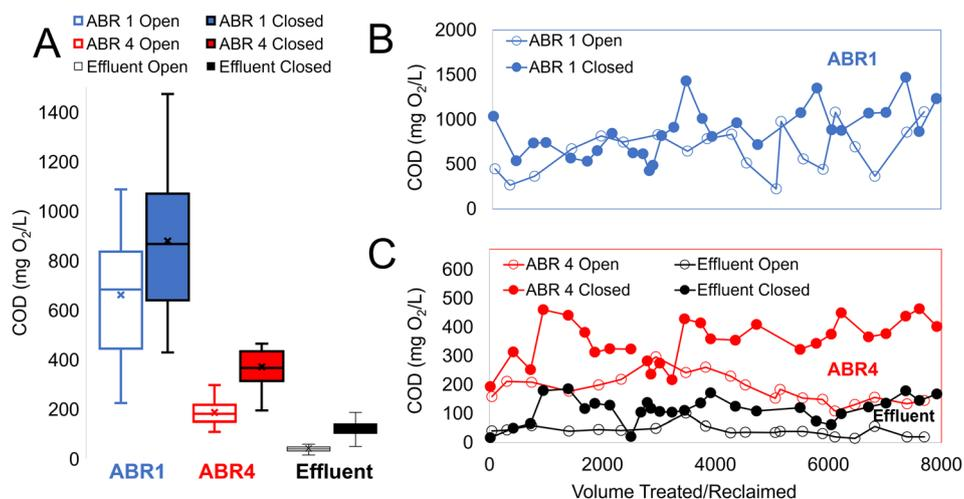 A
ABR 1 Open ABR 1 Closed
ABR 4 Open ABR 4 Closed
Effluent Open Effluent Closed
COD (mg O2/L)
1400
1200
1000
800
600
400
200
0
ABR1 ABR4 Effluent
B
COD (mg O2/L)
2000
1500
1000
500
0
ABR 1 Open
ABR 1 Closed
ABR1
C
COD (mg O2/L)
600
500
400
300
200
100
0
ABR 4 Open Effluent Open
ABR 4 Closed Effluent Closed
ABR4
Effluent
0 2000 4000 6000 8000
Volume Treated/Reclaimed